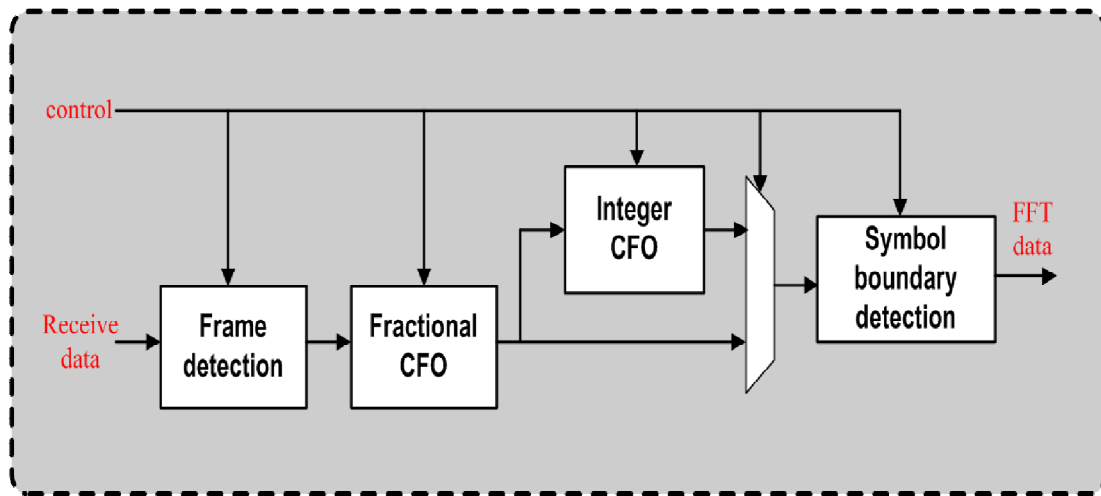 control
Integer
CFO
FFT
data
Symbol
boundary
detection
Receive
data
Frame
detection
Fractional
CFO